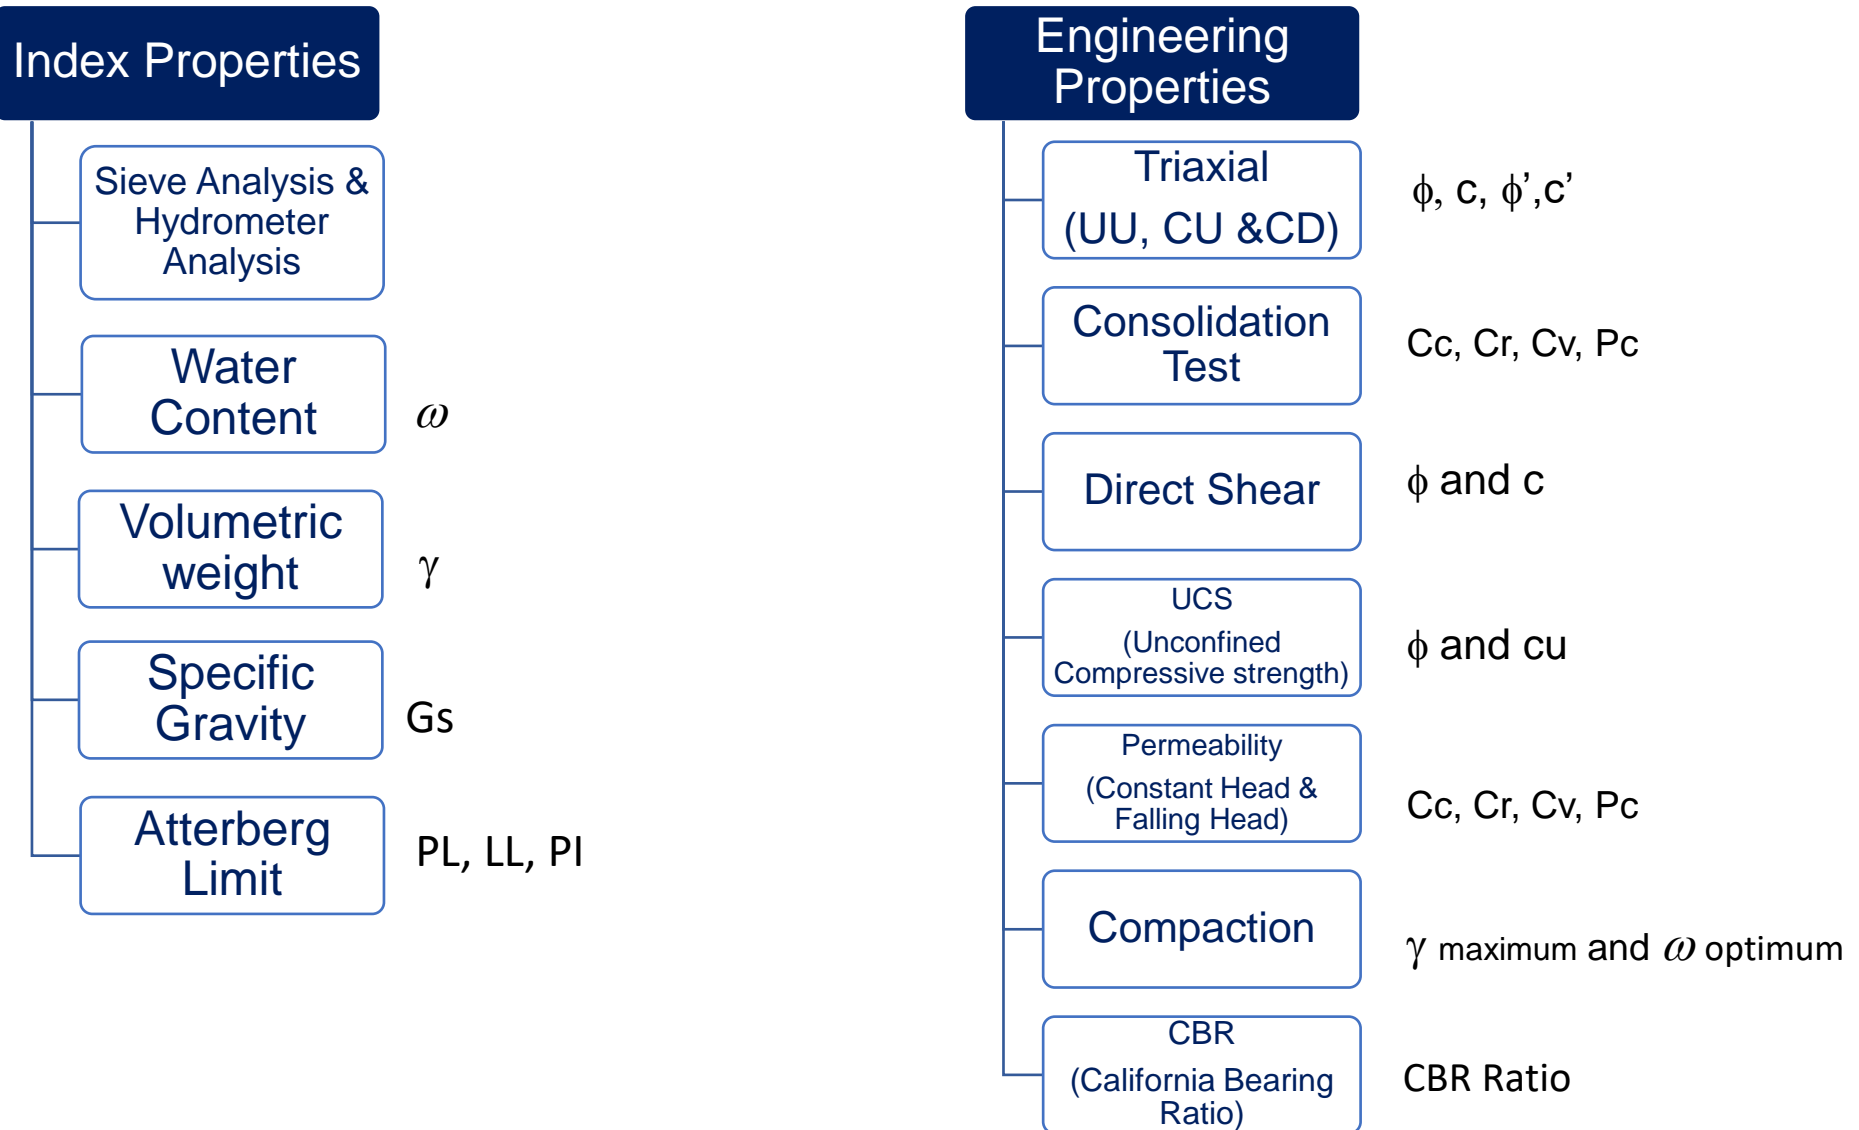 Index Properties
Sieve Analysis &
Hydrometer
Analysis
Water
Content
ω
Volumetric
weight
γ
Specific
Gravity
Gs
Atterberg
Limit
PL, LL, PI
Engineering
Properties
Triaxial
(UU, CU &CD)
ϕ, c, ϕ’,c’
Consolidation
Test
Cc, Cr, Cv, Pc
Direct Shear
ϕ and c
UCS
(Unconfined
Compressive strength)
ϕ and cu
Permeability
(Constant Head &
Falling Head)
Cc, Cr, Cv, Pc
Compaction
γ maximum and ω optimum
CBR
(California Bearing
Ratio)
CBR Ratio